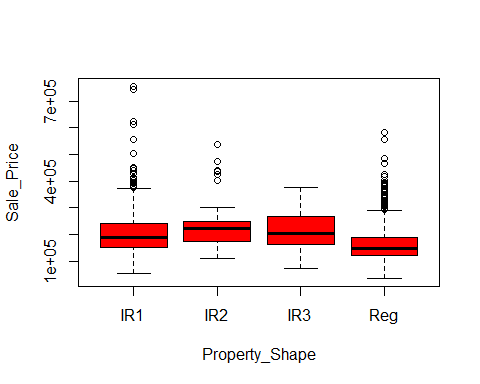 Sale_Price
7e+05
4e+05
1e+05
IR1 IR2 IR3 Reg
Property_Shape